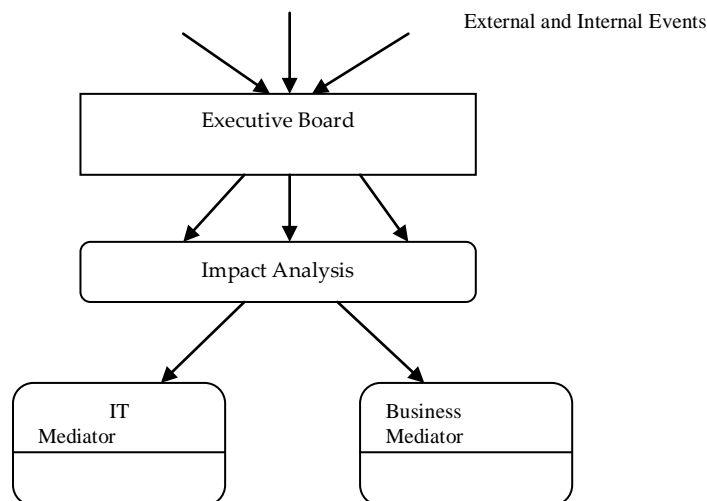 External and Internal Events
Executive Board
Impact Analysis
IT
Mediator
Business
Mediator